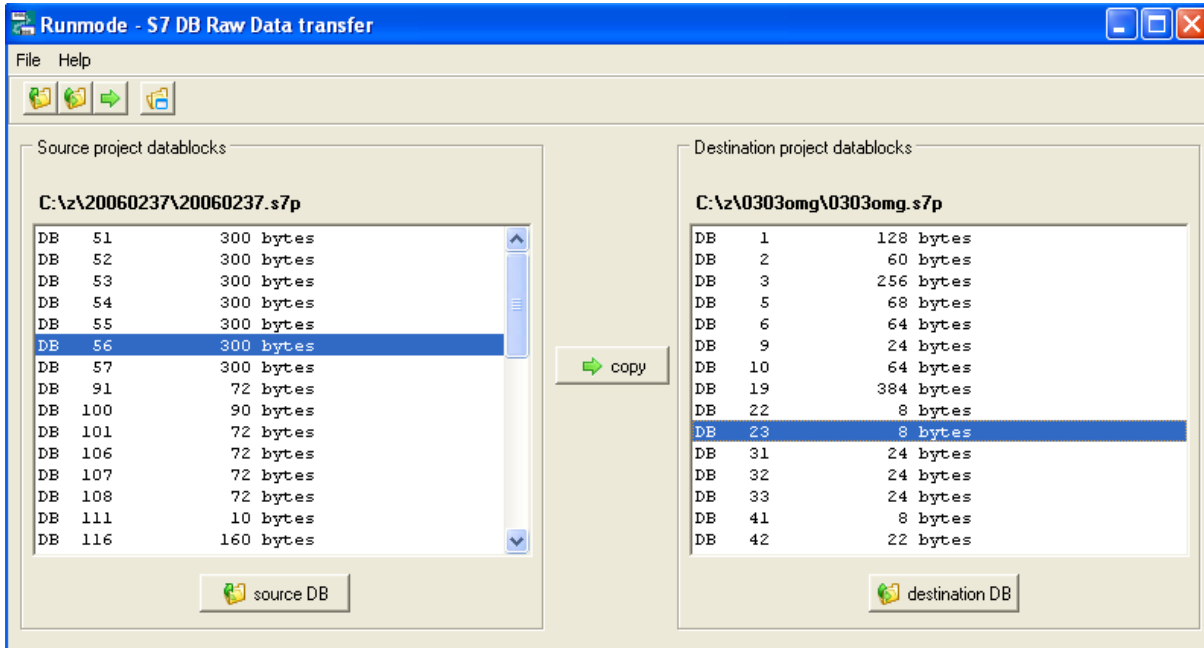 Runmode - S7 DB Raw Data transfer
File Help
Source project datablocks
C:\z\20060237\20060237.s7p
DB 51 300 bytes
DB 52 300 bytes
DB 53 300 bytes
DB 54 300 bytes
DB 55 300 bytes
DB 56 300 bytes
DB 57 300 bytes
DB 91 72 bytes
DB 100 90 bytes
DB 101 72 bytes
DB 106 72 bytes
DB 107 72 bytes
DB 108 72 bytes
DB 111 10 bytes
DB 116 160 bytes
source DB
copy
Destination project datablocks
C:\z\0303omg\0303omg.s7p
DB 1 128 bytes
DB 2 60 bytes
DB 3 256 bytes
DB 5 68 bytes
DB 6 64 bytes
DB 9 24 bytes
DB 10 64 bytes
DB 19 384 bytes
DB 22 8 bytes
DB 23 8 bytes
DB 31 24 bytes
DB 32 24 bytes
DB 33 24 bytes
DB 41 8 bytes
DB 42 22 bytes
destination DB